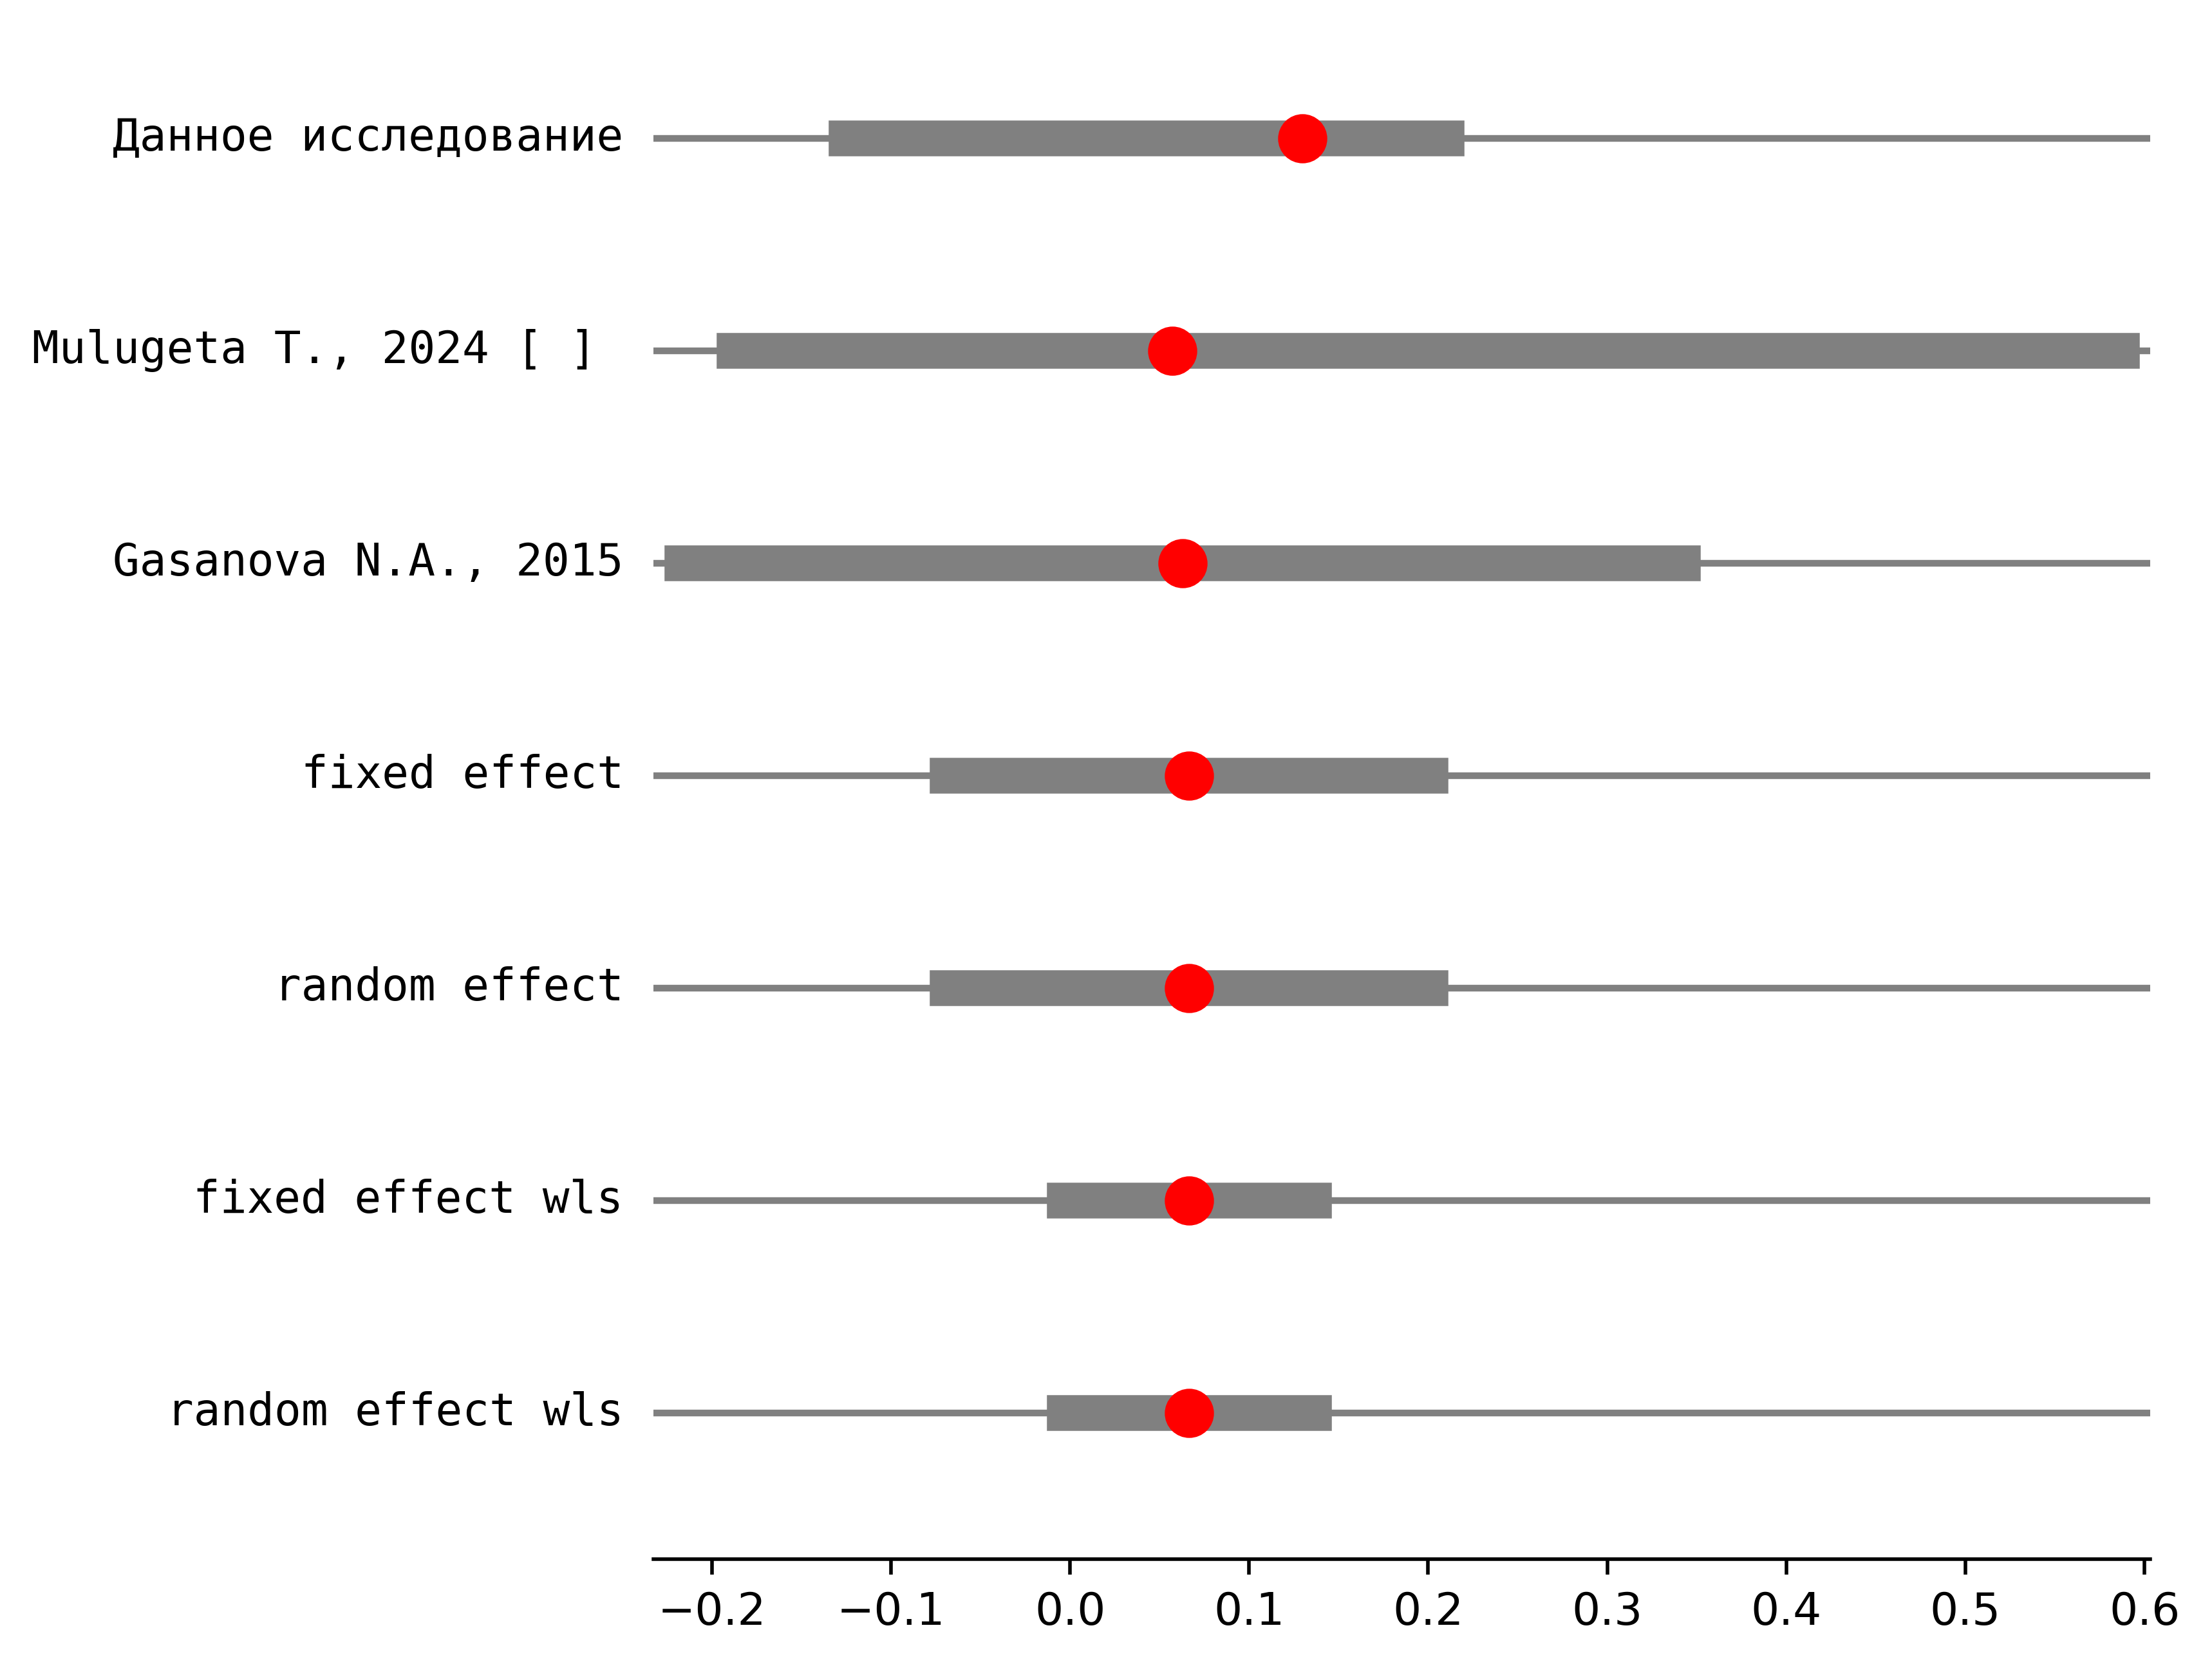 Данное исследование
Mulugeta T., 2024 [ ]
Gasanova N.A., 2015
fixed effect
random effect
fixed effect wls
random effect wls
−0.2 −0.1 0.0 0.1 0.2 0.3 0.4 0.5 0.6